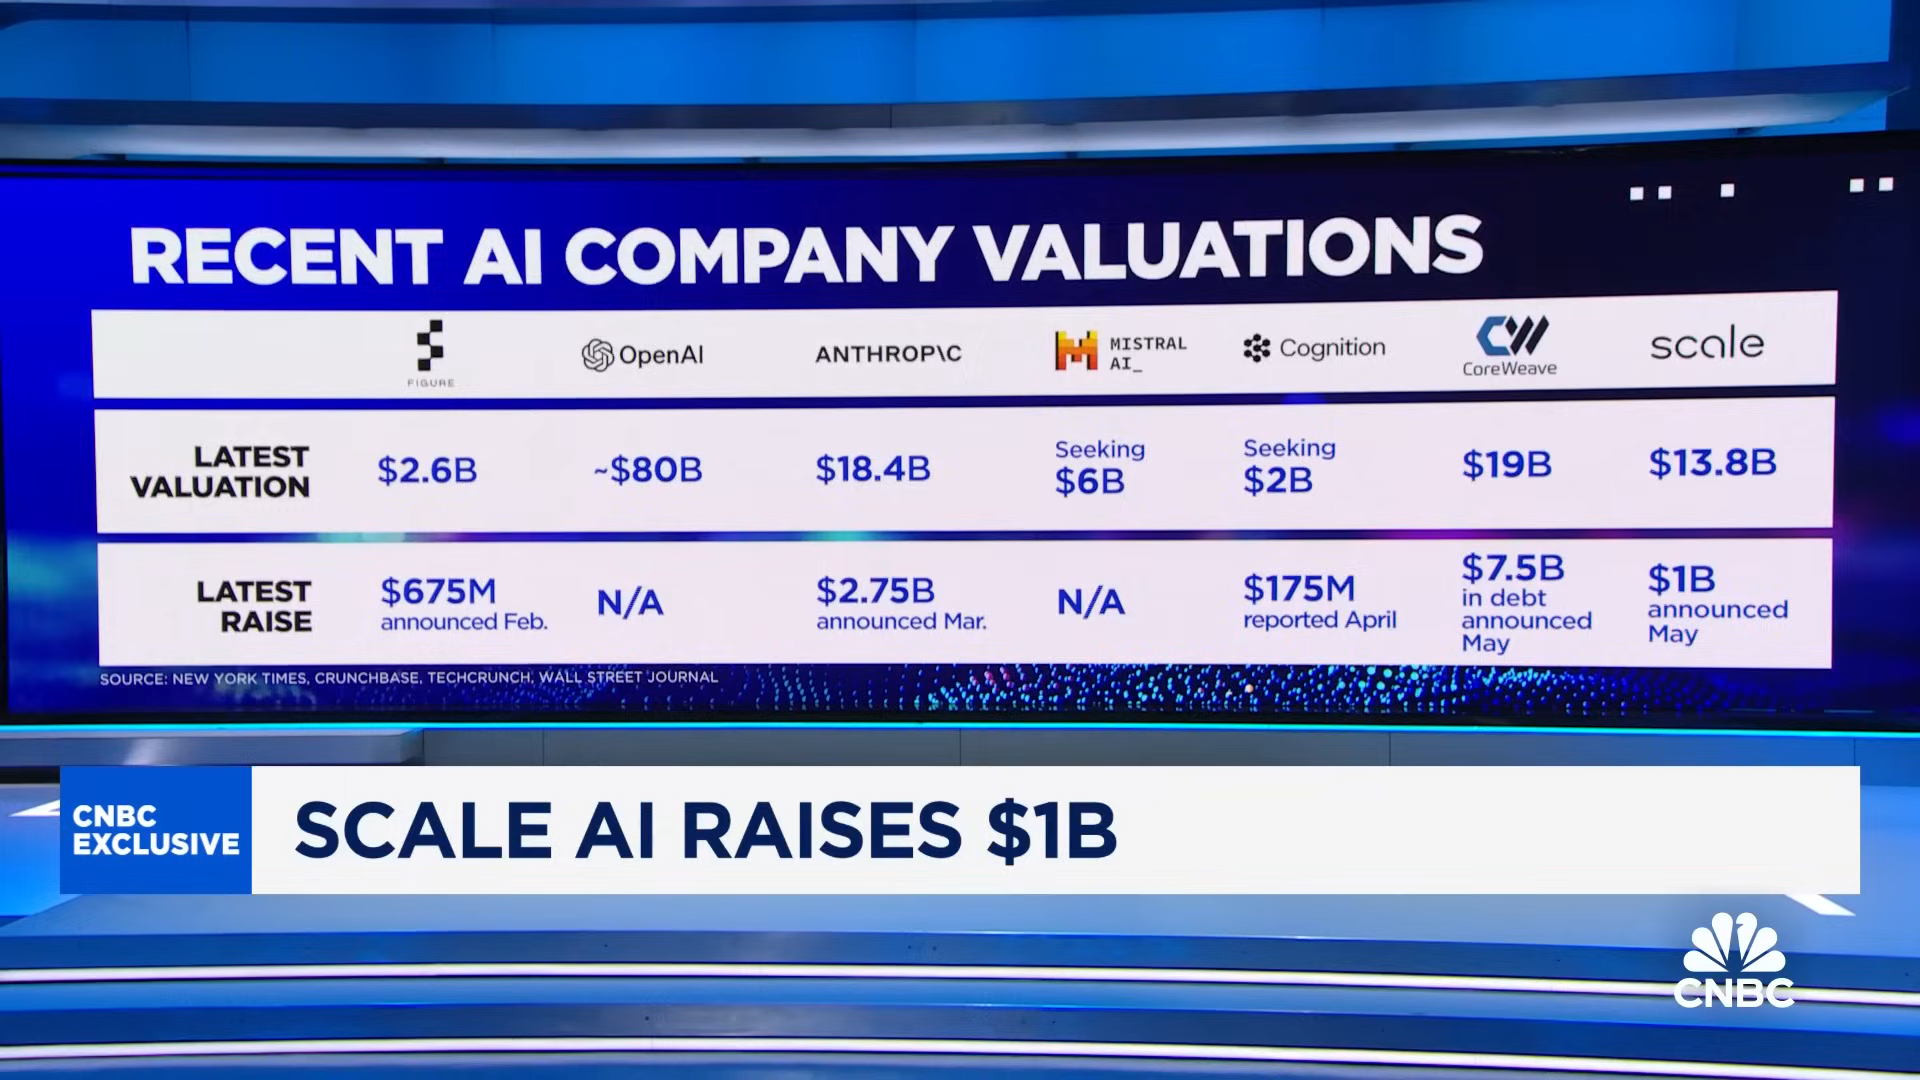 RECENT AI COMPANY VALUATIONS
FIGURE
OpenAI
ANTHROP\C
MISTRAL
AI_
Cognition
CoreWeave
scale
LATEST
VALUATION
$2.6B
~$80B
$18.4B
Seeking
$6B
Seeking
$2B
$19B
$13.8B
LATEST
RAISE
$675M
announced Feb.
N/A
$2.75B
announced Mar.
N/A
$175M
reported April
$7.5B
in debt
announced
May
$1B
announced
May
SOURCE: NEW YORK TIMES, CRUNCHBASE, TECHCRUNCH, WALL STREET JOURNAL
CNBC
EXCLUSIVE
SCALE AI RAISES $1B
CNBC